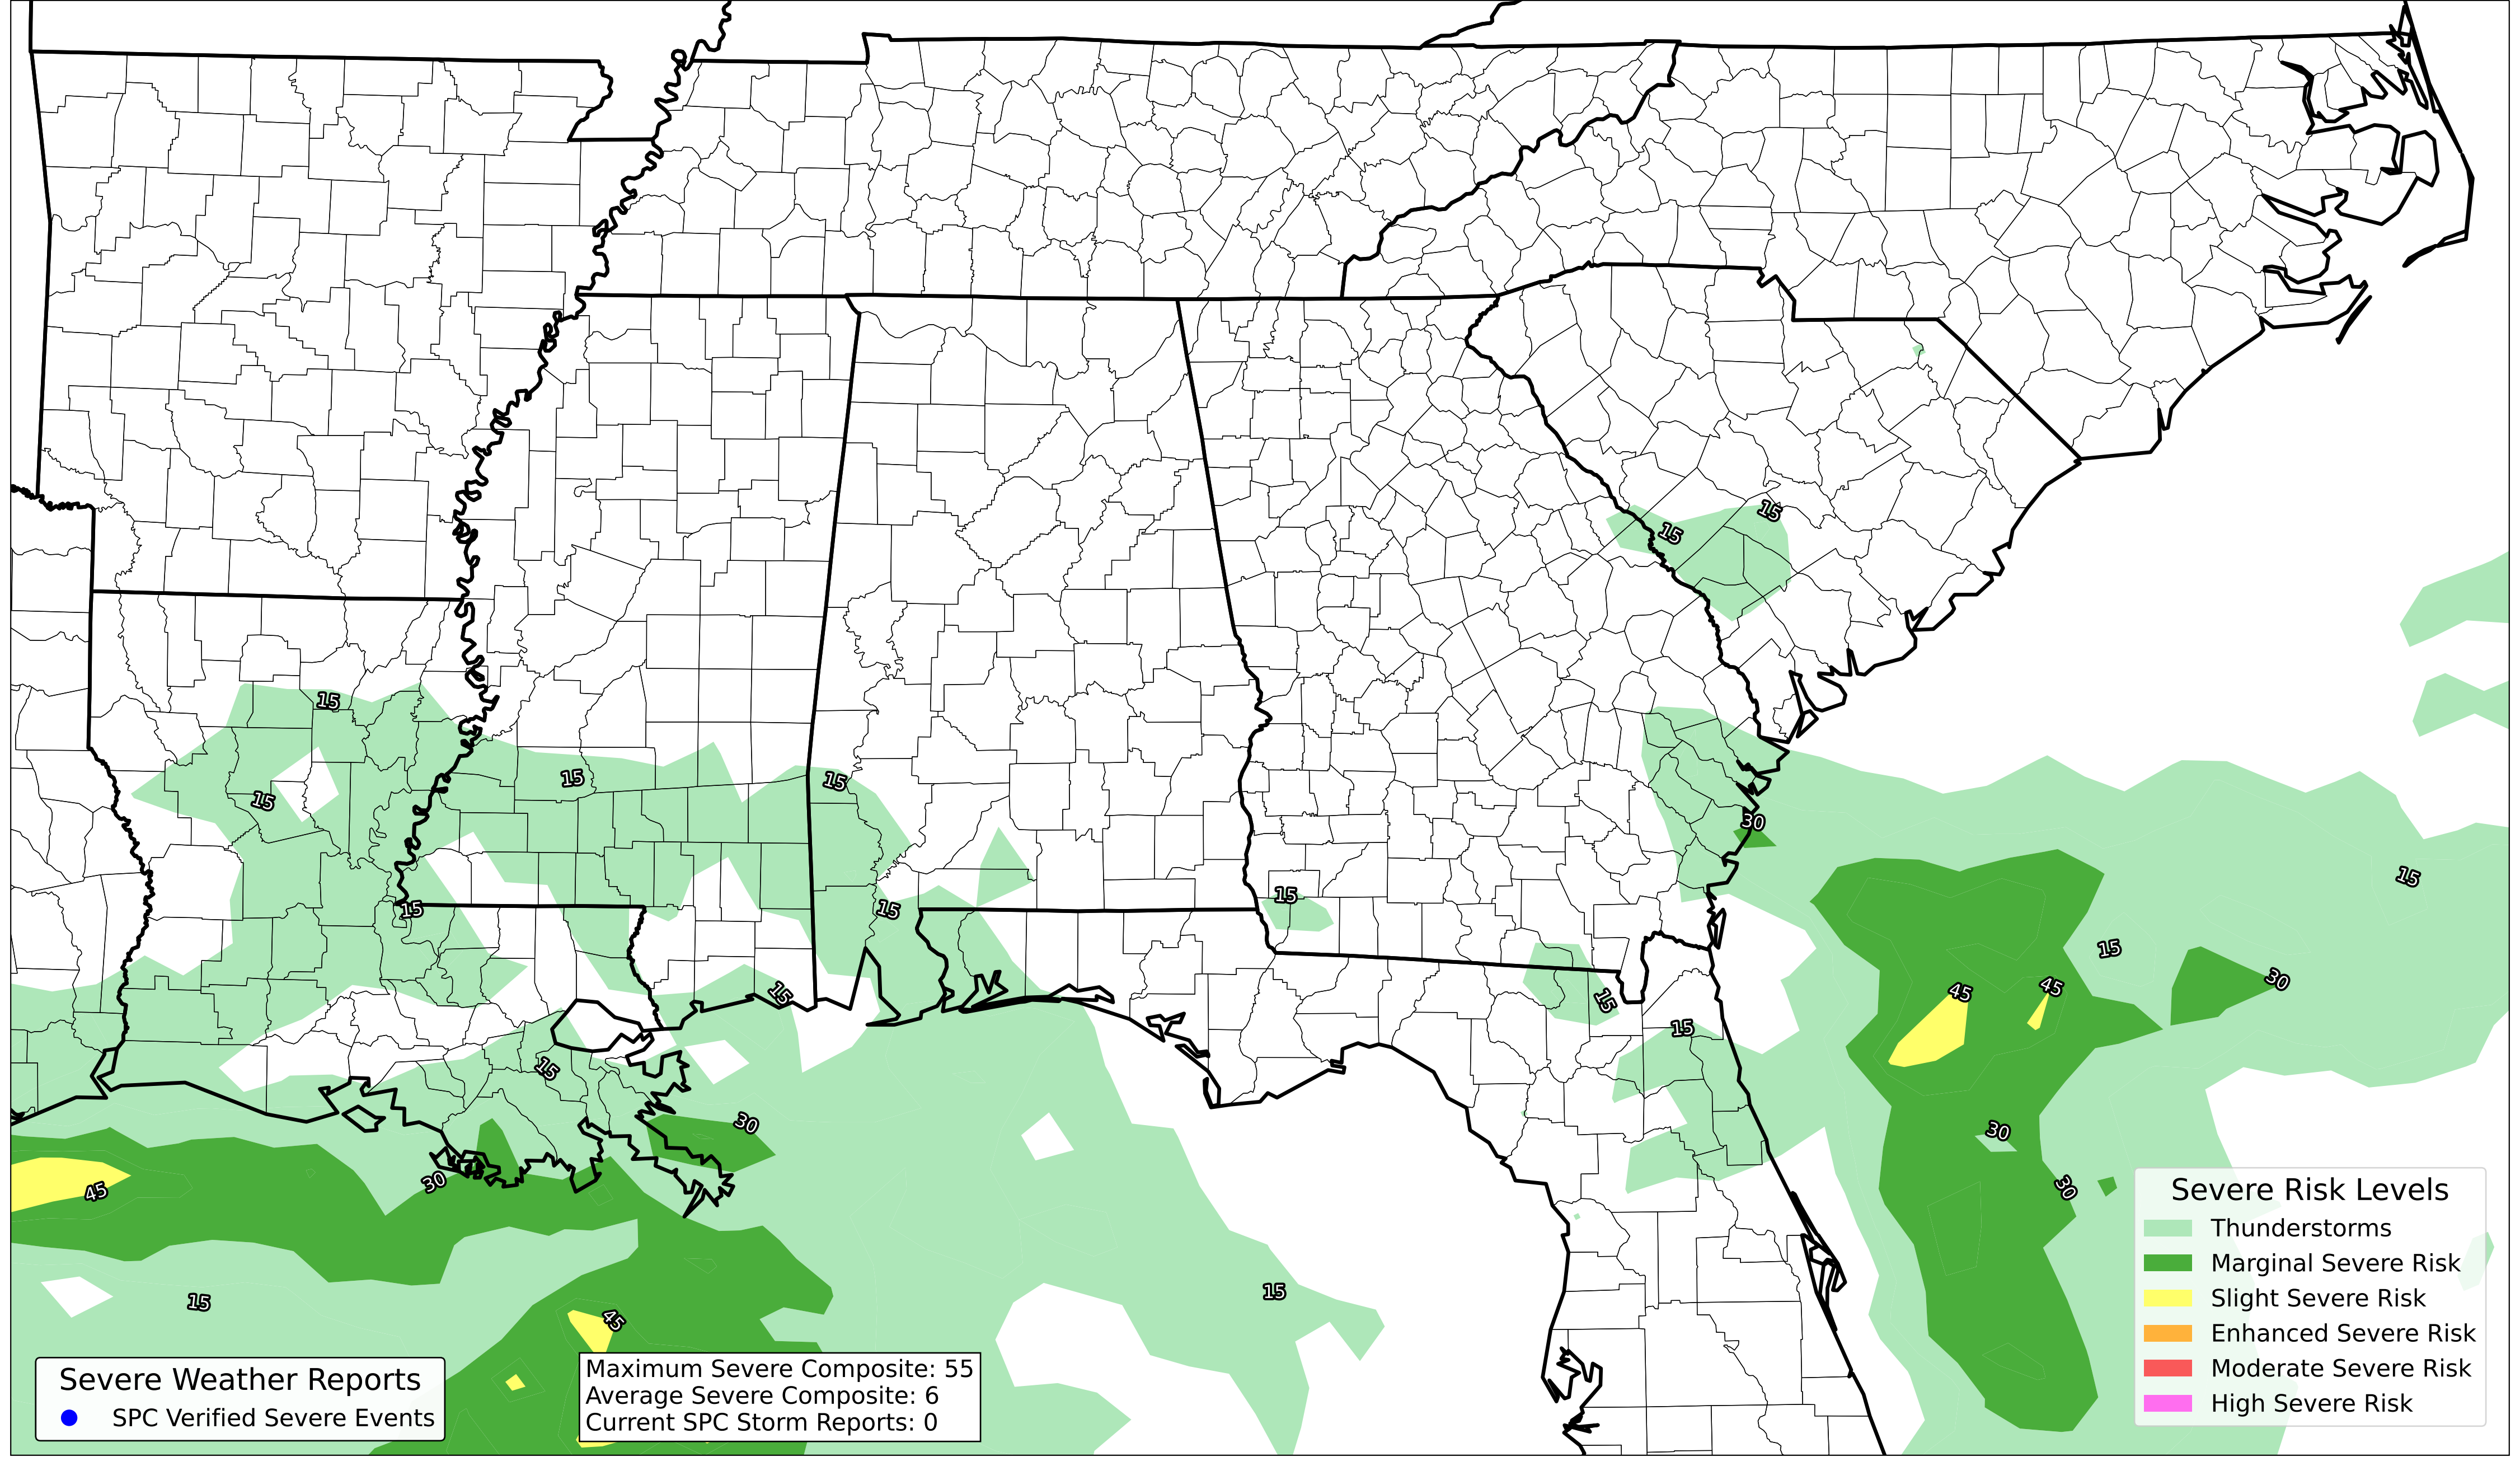 15
15
15
15
15
15
30
15
15
15
15
15
30
45
45
15
15
15
15
30
30
45
30
30
15
15
45
Severe Risk Levels
Thunderstorms
Marginal Severe Risk
Slight Severe Risk
Enhanced Severe Risk
Moderate Severe Risk
High Severe Risk
Severe Weather Reports
SPC Verified Severe Events
Maximum Severe Composite: 55
Average Severe Composite: 6
Current SPC Storm Reports: 0